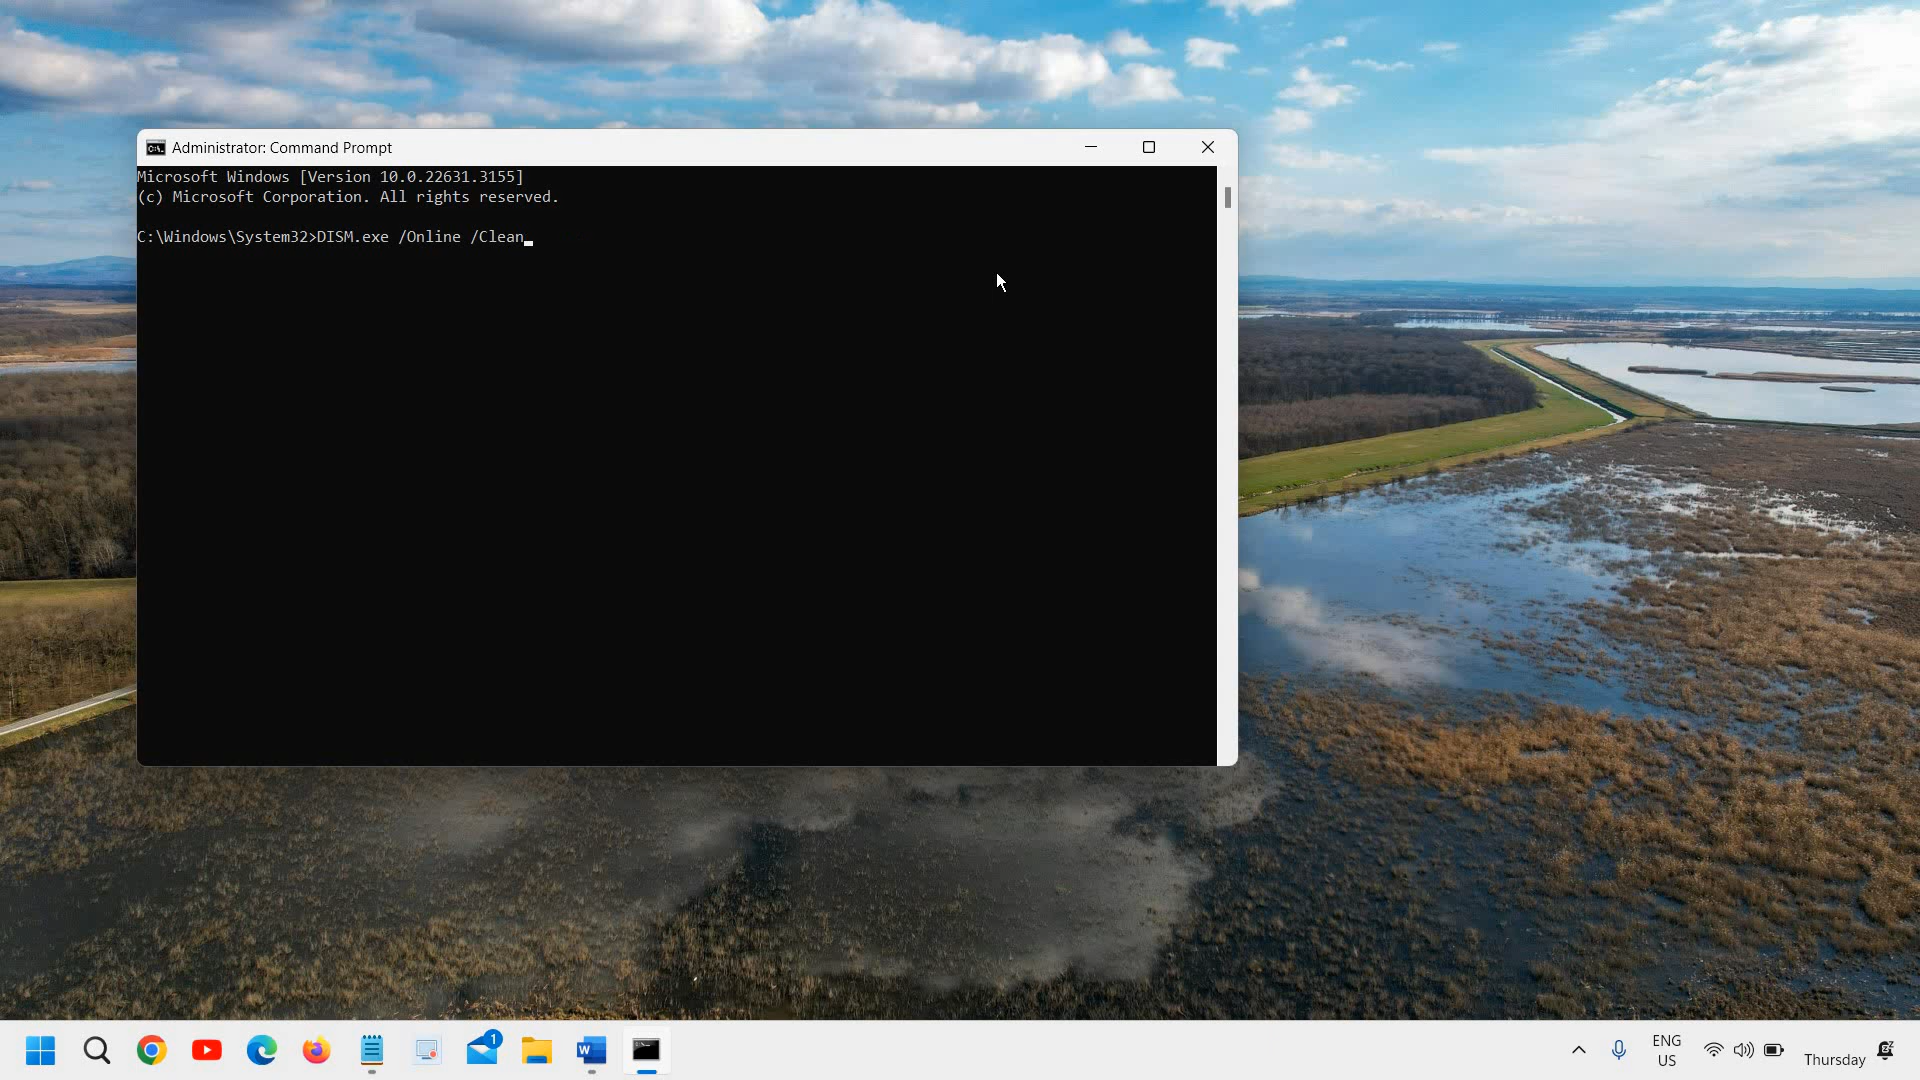 Administrator: Command Prompt
Microsoft Windows [Version 10.0.22631.3155]
(c) Microsoft Corporation. All rights reserved.
C:\Windows\System32>DISM.exe /Online /Clean
1
W
ENG
US
Thursday